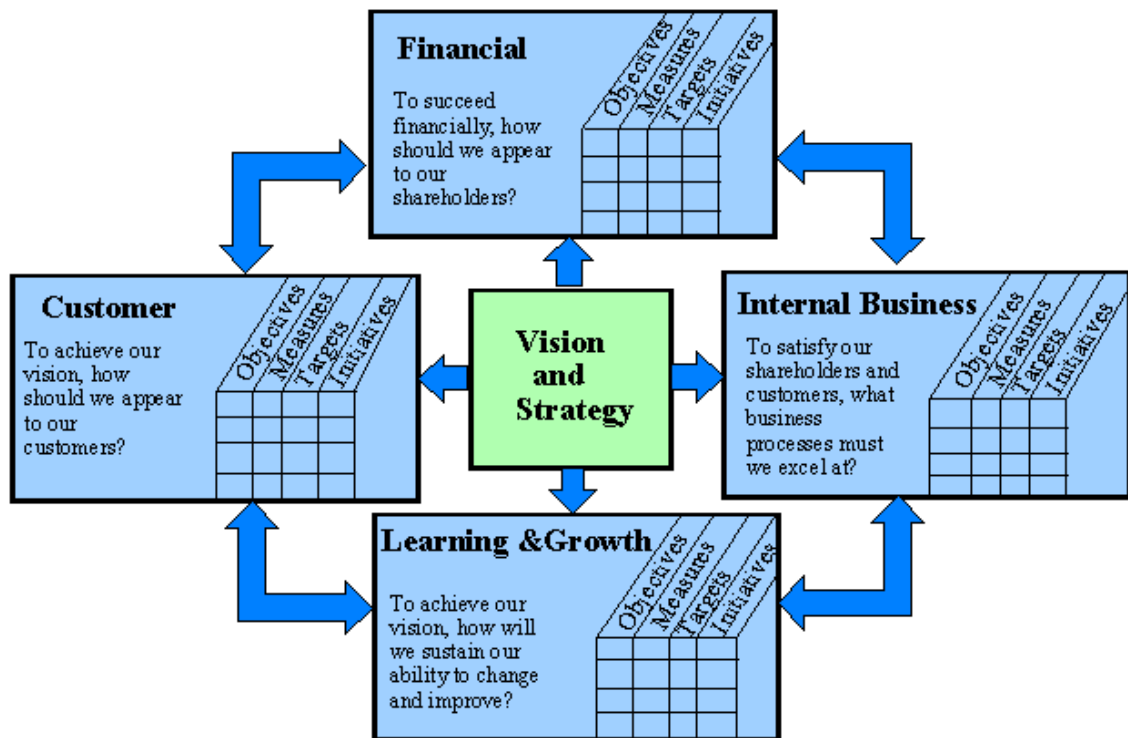 Financial
To succeed
financially, how
should we appear
to our
shareholders?
Objectives
Measures
Targets
Initiatives
Customer
To achieve our
vision, how
should we appear
to our
customers?
Objectives
Measures
Targets
Initiatives
Vision
and
Strategy
Internal Business
To satisfy our
shareholders and
customers, what
business
processes must
we excel at?
Objectives
Measures
Targets
Initiatives
Learning &Growth
To achieve our
vision, how will
we sustain our
ability to change
and improve?
Objectives
Measures
Targets
Initiatives